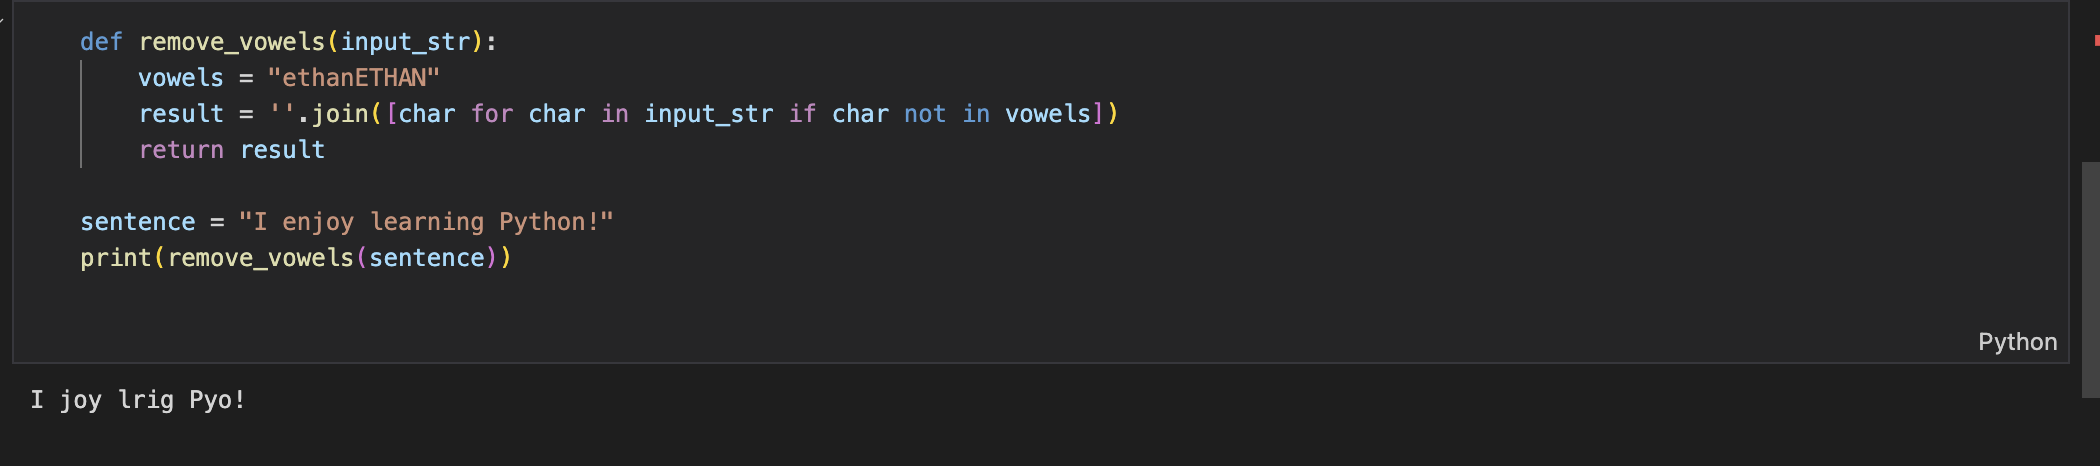 def remove_vowels(input_str):
    vowels = "ethanETHAN"
    result = ''.join([char for char in input_str if char not in vowels])
    return result
sentence = "I enjoy learning Python!"
print(remove_vowels(sentence))
Python
I joy lrig Pyo!